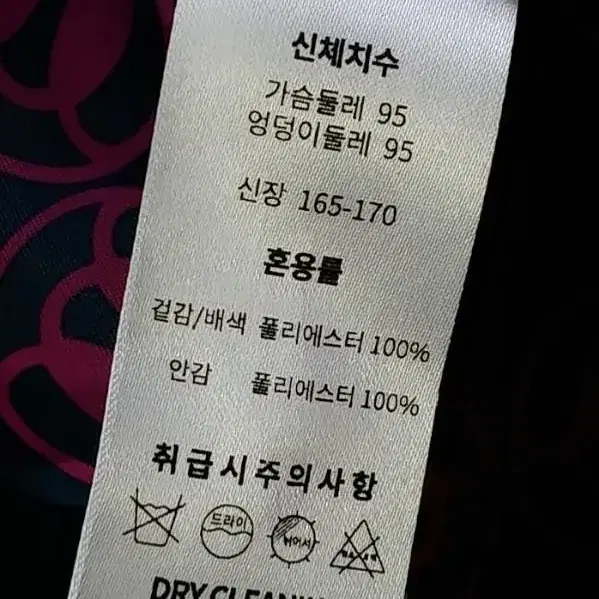 신체치수
가슴둘레 95
엉덩이둘레 95
신장 165-170
혼용률
겉감/배색 폴리에스터 100%
안감 폴리에스터 100%
취급시주의사항
드라이
DRY